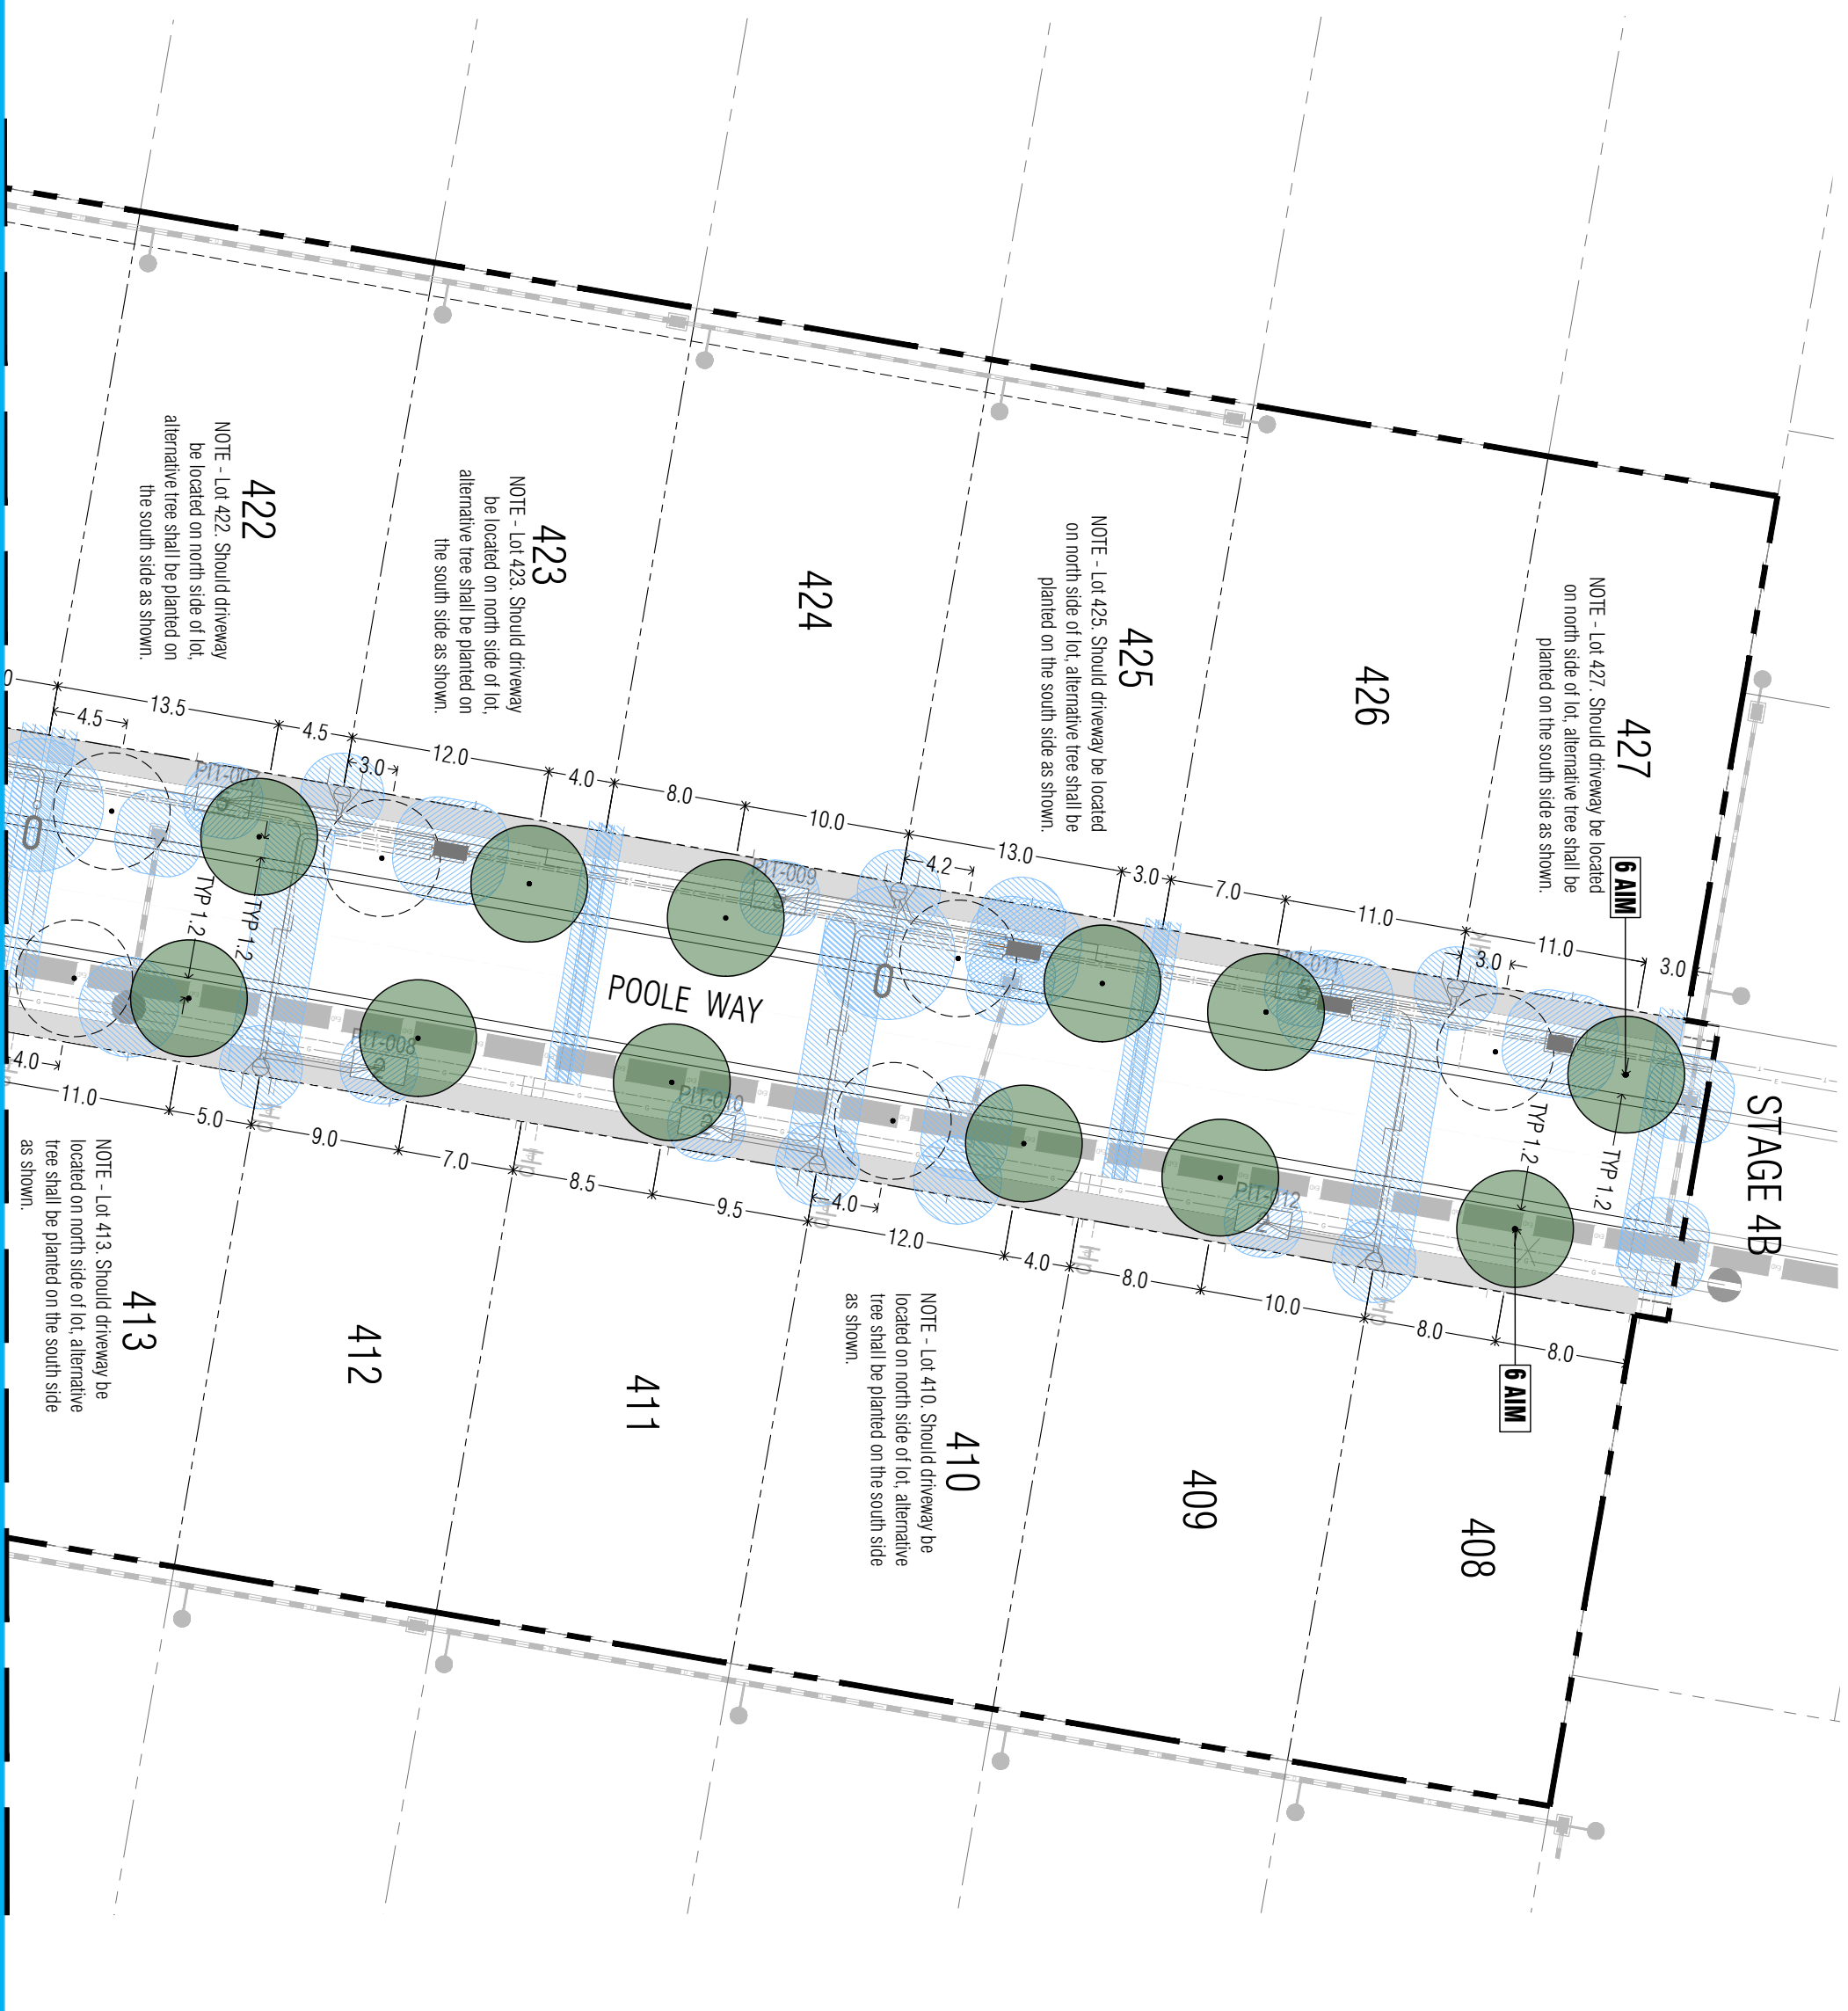 422
NOTE - Lot 422. Should driveway
be located on north side of lot,
alternative tree shall be planted on
the south side as shown.
423
NOTE - Lot 423. Should driveway
be located on north side of lot,
alternative tree shall be planted on
the south side as shown.
424
425
NOTE - Lot 425. Should driveway be located
on north side of lot, alternative tree shall be
planted on the south side as shown.
426
427
NOTE - Lot 427. Should driveway be located
on north side of lot, alternative tree shall be
planted on the south side as shown.
6 AIM
STAGE 4B
13.5
4.5
4.5
12.0
3.0
4.0
8.0
10.0
4.2
13.0
3.0
7.0
11.0
3.0
11.0
3.0
PIT-009
PIT-011
TYP 1.2
TYP 1.2
POOLE WAY
TYP 1.2
TYP 1.2
PIT-008
2
PIT-010
2
PIT-012
2
4.0
11.0
5.0
9.0
7.0
8.5
9.5
4.0
12.0
4.0
8.0
10.0
8.0
8.0
6 AIM
413
NOTE - Lot 413. Should driveway be
located on north side of lot, alternative
tree shall be planted on the south side
as shown.
412
411
410
NOTE - Lot 410. Should driveway be
located on north side of lot, alternative
tree shall be planted on the south side
as shown.
409
408